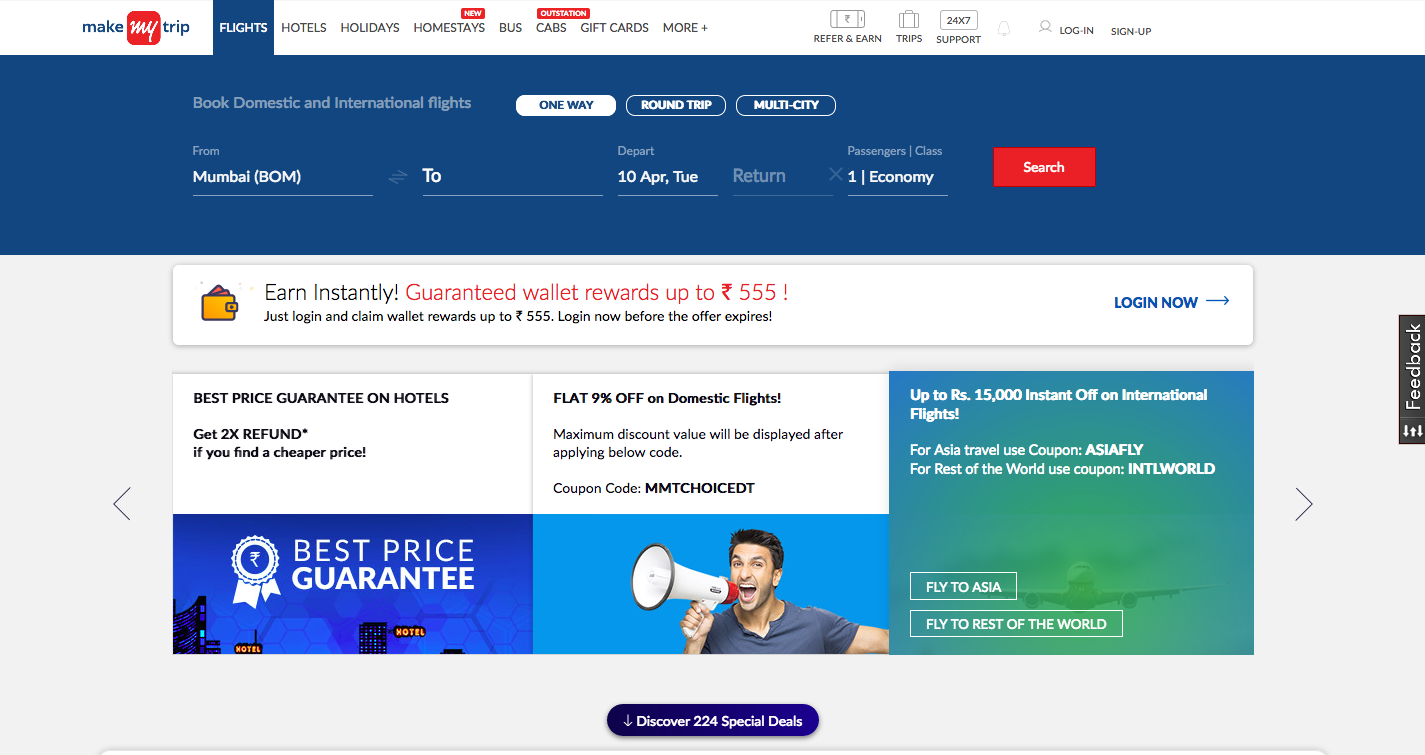 make my trip
FLIGHTS
HOTELS
HOLIDAYS
NEW
HOMESTAYS
BUS
OUTSTATION
CABS
GIFT CARDS
MORE +
₹
REFER & EARN
TRIPS
24X7
SUPPORT
LOG-IN
SIGN-UP
Book Domestic and International flights
ONE WAY
ROUND TRIP
MULTI-CITY
From
Mumbai (BOM)
To
Depart
10 Apr, Tue
Return
Passengers | Class
1 | Economy
Search
Earn Instantly! Guaranteed wallet rewards up to ₹ 555 !
Just login and claim wallet rewards up to ₹ 555. Login now before the offer expires!
LOGIN NOW
Feedback
BEST PRICE GUARANTEE ON HOTELS
Get 2X REFUND*
if you find a cheaper price!
₹
BEST PRICE
GUARANTEE
HOTEL
HOTEL
FLAT 9% OFF on Domestic Flights!
Maximum discount value will be displayed after
applying below code.
Coupon Code: MMTCHOICEDT
Up to Rs. 15,000 Instant Off on International
Flights!
For Asia travel use Coupon: ASIAFLY
For Rest of the World use coupon: INTLWORLD
FLY TO ASIA
FLY TO REST OF THE WORLD
↓ Discover 224 Special Deals